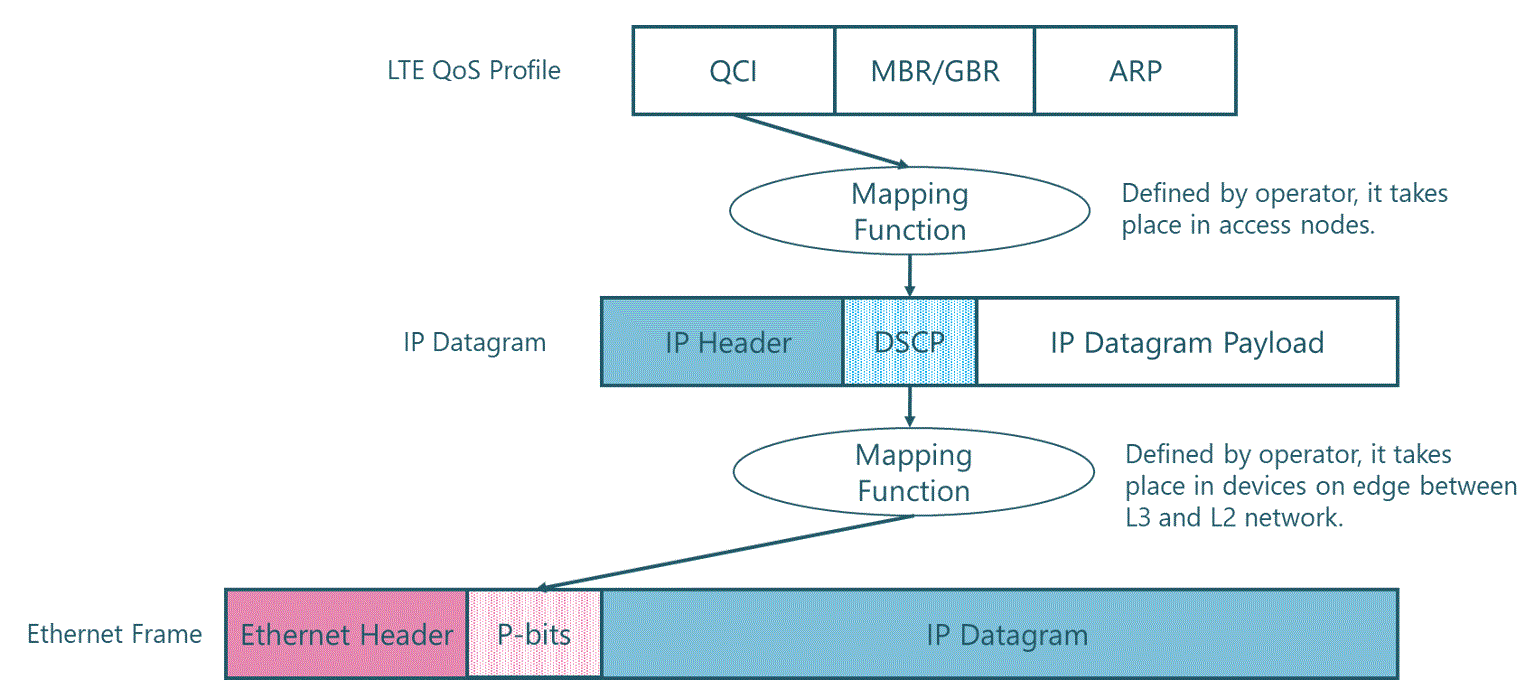 LTE QoS Profile
QCI
MBR/GBR
ARP
Mapping
Function
Defined by operator, it takes
place in access nodes.
IP Datagram
IP Header
DSCP
IP Datagram Payload
Mapping
Function
Defined by operator, it takes
place in devices on edge between
L3 and L2 network.
Ethernet Frame
Ethernet Header
P-bits
IP Datagram